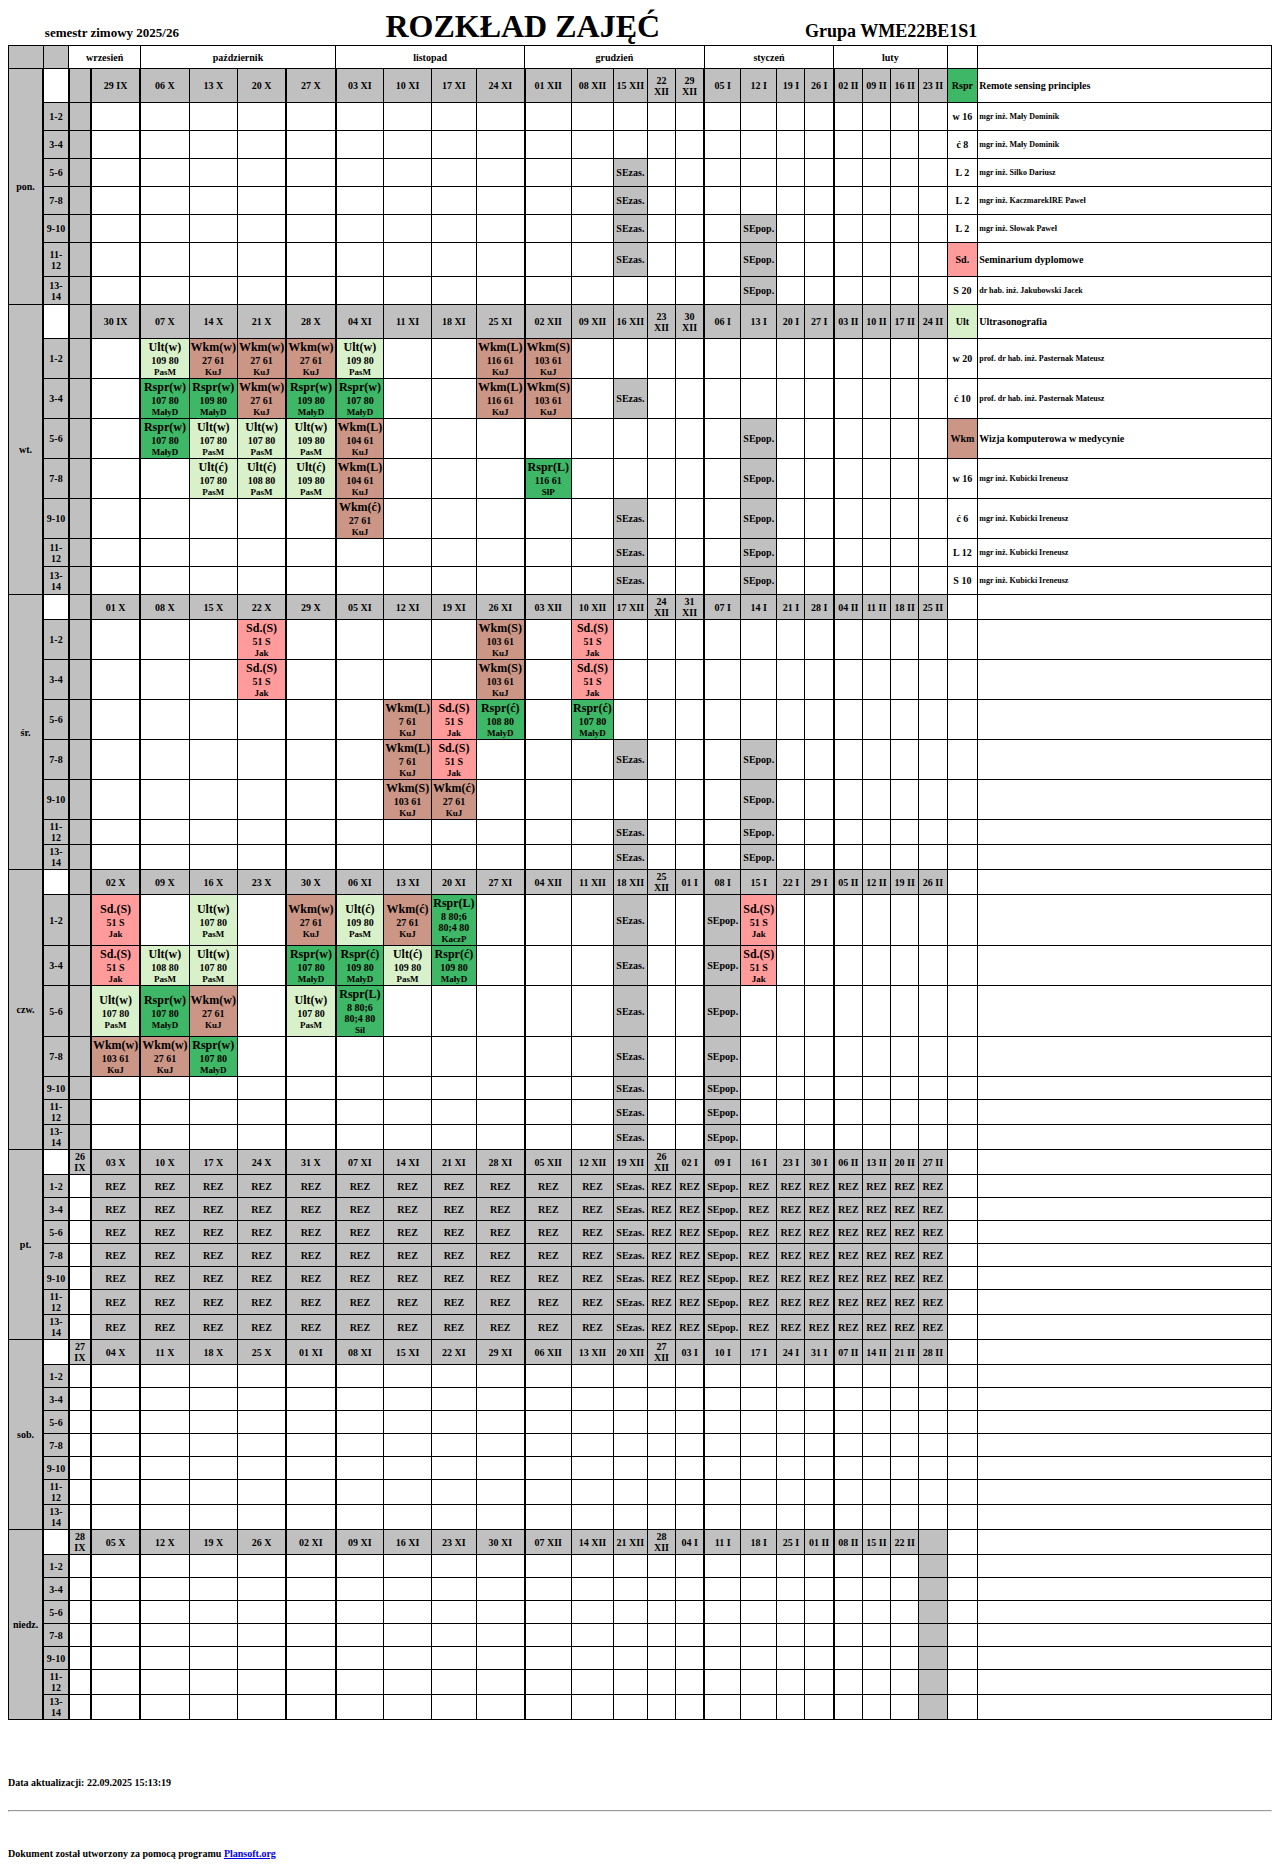 semestr zimowy 2025/26 ROZKŁAD ZAJĘĆ Grupa WME22BE1S1
wrzesień październik listopad grudzień styczeń luty
pon. 29 IX 06 X 13 X 20 X 27 X 03 XI 10 XI 17 XI 24 XI 01 XII 08 XII 15 XII 22 XII 29 XII 05 I 12 I 19 I 26 I 02 II 09 II 16 II 23 II Rspr Remote sensing principles
1-2 w 16 mgr inż. Mały Dominik
3-4 ć 8 mgr inż. Mały Dominik
5-6 SEzas. L 2 mgr inż. Silko Dariusz
7-8 SEzas. L 2 mgr inż. KaczmarekIRE Paweł
9-10 SEzas. SEpop. L 2 mgr inż. Słowak Paweł
11-12 SEzas. SEpop. Sd. Seminarium dyplomowe
13-14 SEpop. S 20 dr hab. inż. Jakubowski Jacek
wt. 30 IX 07 X 14 X 21 X 28 X 04 XI 11 XI 18 XI 25 XI 02 XII 09 XII 16 XII 23 XII 30 XII 06 I 13 I 20 I 27 I 03 II 10 II 17 II 24 II Ult Ultrasonografia
1-2 Ult(w) 109 80 PasM Wkm(w) 27 61 KuJ Wkm(w) 27 61 KuJ Wkm(w) 27 61 KuJ Ult(w) 109 80 PasM Wkm(L) 116 61 KuJ Wkm(S) 103 61 KuJ w 20 prof. dr hab. inż. Pasternak Mateusz
3-4 Rspr(w) 107 80 MałyD Rspr(w) 109 80 MałyD Wkm(w) 27 61 KuJ Rspr(w) 109 80 MałyD Rspr(w) 107 80 MałyD Wkm(L) 116 61 KuJ Wkm(S) 103 61 KuJ SEzas. ć 10 prof. dr hab. inż. Pasternak Mateusz
5-6 Rspr(w) 107 80 MałyD Ult(w) 107 80 PasM Ult(w) 107 80 PasM Ult(w) 109 80 PasM Wkm(L) 104 61 KuJ SEpop. Wkm Wizja komputerowa w medycynie
7-8 Ult(ć) 107 80 PasM Ult(ć) 108 80 PasM Ult(ć) 109 80 PasM Wkm(L) 104 61 KuJ Rspr(L) 116 61 SłP SEpop. w 16 mgr inż. Kubicki Ireneusz
9-10 Wkm(ć) 27 61 KuJ SEzas. SEpop. ć 6 mgr inż. Kubicki Ireneusz
11-12 SEzas. SEpop. L 12 mgr inż. Kubicki Ireneusz
13-14 SEzas. SEpop. S 10 mgr inż. Kubicki Ireneusz
śr. 01 X 08 X 15 X 22 X 29 X 05 XI 12 XI 19 XI 26 XI 03 XII 10 XII 17 XII 24 XII 31 XII 07 I 14 I 21 I 28 I 04 II 11 II 18 II 25 II
1-2 Sd.(S) 51 S Jak Wkm(S) 103 61 KuJ Sd.(S) 51 S Jak
3-4 Sd.(S) 51 S Jak Wkm(S) 103 61 KuJ Sd.(S) 51 S Jak
5-6 Wkm(L) 7 61 KuJ Sd.(S) 51 S Jak Rspr(ć) 108 80 MałyD Rspr(ć) 107 80 MałyD
7-8 Wkm(L) 7 61 KuJ Sd.(S) 51 S Jak SEzas. SEpop.
9-10 Wkm(S) 103 61 KuJ Wkm(ć) 27 61 KuJ SEpop.
11-12 SEzas. SEpop.
13-14 SEzas. SEpop.
czw. 02 X 09 X 16 X 23 X 30 X 06 XI 13 XI 20 XI 27 XI 04 XII 11 XII 18 XII 25 XII 01 I 08 I 15 I 22 I 29 I 05 II 12 II 19 II 26 II
1-2 Sd.(S) 51 S Jak Ult(w) 107 80 PasM Wkm(w) 27 61 KuJ Ult(ć) 109 80 PasM Wkm(ć) 27 61 KuJ Rspr(L) 8 80;6 80;4 80 KaczP SEzas. SEpop. Sd.(S) 51 S Jak
3-4 Sd.(S) 51 S Jak Ult(w) 108 80 PasM Ult(w) 107 80 PasM Rspr(w) 107 80 MałyD Rspr(ć) 109 80 MałyD Ult(ć) 109 80 PasM Rspr(ć) 109 80 MałyD SEzas. SEpop. Sd.(S) 51 S Jak
5-6 Ult(w) 107 80 PasM Rspr(w) 107 80 MałyD Wkm(w) 27 61 KuJ Ult(w) 107 80 PasM Rspr(L) 8 80;6 80;4 80 Sil SEzas. SEpop.
7-8 Wkm(w) 103 61 KuJ Wkm(w) 27 61 KuJ Rspr(w) 107 80 MałyD SEzas. SEpop.
9-10 SEzas. SEpop.
11-12 SEzas. SEpop.
13-14 SEzas. SEpop.
pt. 26 IX 03 X 10 X 17 X 24 X 31 X 07 XI 14 XI 21 XI 28 XI 05 XII 12 XII 19 XII 26 XII 02 I 09 I 16 I 23 I 30 I 06 II 13 II 20 II 27 II
1-2 REZ REZ REZ REZ REZ REZ REZ REZ REZ REZ REZ SEzas. REZ REZ SEpop. REZ REZ REZ REZ REZ REZ REZ
3-4 REZ REZ REZ REZ REZ REZ REZ REZ REZ REZ REZ SEzas. REZ REZ SEpop. REZ REZ REZ REZ REZ REZ REZ
5-6 REZ REZ REZ REZ REZ REZ REZ REZ REZ REZ REZ SEzas. REZ REZ SEpop. REZ REZ REZ REZ REZ REZ REZ
7-8 REZ REZ REZ REZ REZ REZ REZ REZ REZ REZ REZ SEzas. REZ REZ SEpop. REZ REZ REZ REZ REZ REZ REZ
9-10 REZ REZ REZ REZ REZ REZ REZ REZ REZ REZ REZ SEzas. REZ REZ SEpop. REZ REZ REZ REZ REZ REZ REZ
11-12 REZ REZ REZ REZ REZ REZ REZ REZ REZ REZ REZ SEzas. REZ REZ SEpop. REZ REZ REZ REZ REZ REZ REZ
13-14 REZ REZ REZ REZ REZ REZ REZ REZ REZ REZ REZ SEzas. REZ REZ SEpop. REZ REZ REZ REZ REZ REZ REZ
sob. 27 IX 04 X 11 X 18 X 25 X 01 XI 08 XI 15 XI 22 XI 29 XI 06 XII 13 XII 20 XII 27 XII 03 I 10 I 17 I 24 I 31 I 07 II 14 II 21 II 28 II
1-2
3-4
5-6
7-8
9-10
11-12
13-14
niedz. 28 IX 05 X 12 X 19 X 26 X 02 XI 09 XI 16 XI 23 XI 30 XI 07 XII 14 XII 21 XII 28 XII 04 I 11 I 18 I 25 I 01 II 08 II 15 II 22 II
1-2
3-4
5-6
7-8
9-10
11-12
13-14
Data aktualizacji: 22.09.2025 15:13:19
Dokument został utworzony za pomocą programu Plansoft.org